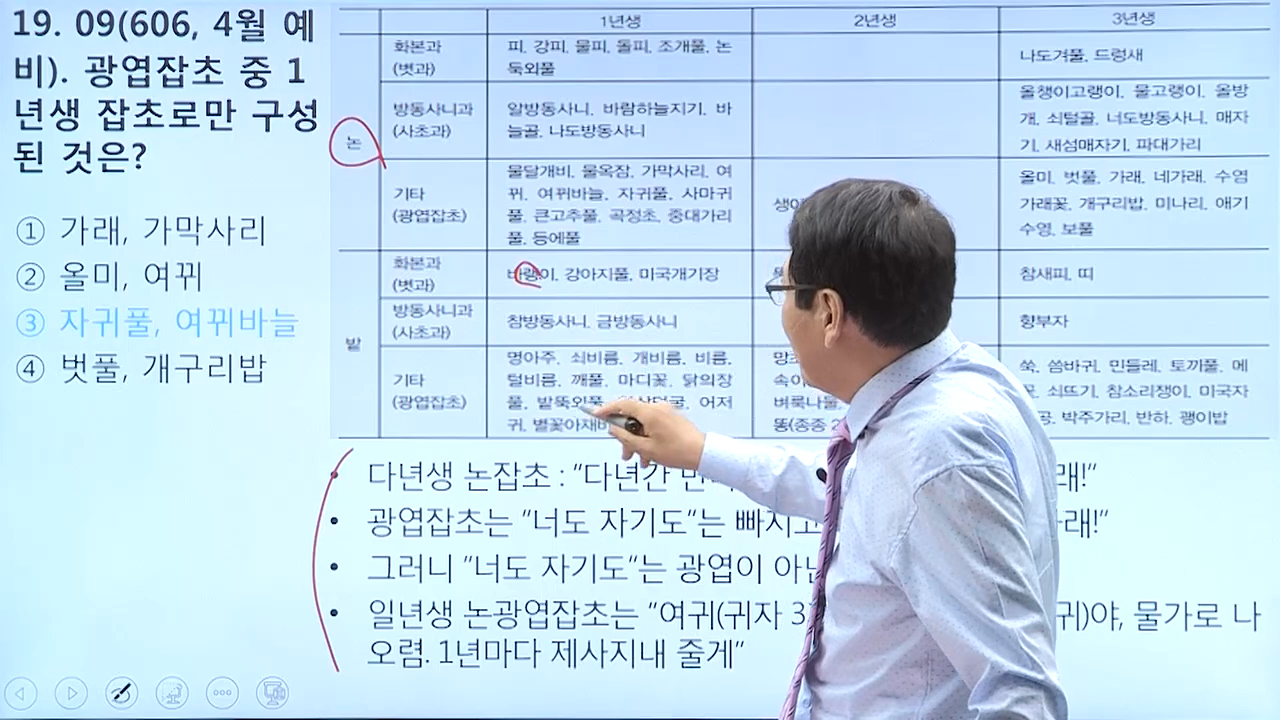 19. 09(606, 4월 예
비). 광엽잡초 중 1
년생 잡초로만 구성
된 것은?
① 가래, 가막사리
② 올미, 여뀌
③ 자귀풀, 여뀌바늘
④ 벗풀, 개구리밥
1년생 2년생 3년생
논
화본과
(볏과)
피, 강피, 물피, 돌피, 조개풀, 논
둑외풀
나도겨풀, 드렁새
방동사니과
(사초과)
알방동사니, 바람하늘지기, 바
늘골, 나도방동사니
올챙이고랭이, 물고랭이, 올방
개, 쇠털골, 너도방동사니, 매자
기, 새섬매자기, 파대가리
기타
(광엽잡초)
물달개비, 물옥잠, 가막사리, 여
뀌, 여뀌바늘, 자귀풀, 사마귀
풀, 큰고추풀, 곡정초, 중대가리
풀, 등에풀
올미, 벗풀, 가래, 네가래, 수염
가래꽃, 개구리밥, 미나리, 애기
수영, 보풀
밭
화본과
(볏과)
바랭이, 강아지풀, 미국개기장
참새피, 띠
방동사니과
(사초과)
참방동사니, 금방동사니
향부자
기타
(광엽잡초)
명아주, 쇠비름, 개비름, 비름,
털비름, 깨풀, 마디꽃, 닭의장
풀, 밭뚝외풀, 어저
귀, 별꽃아재비
벼룩나물
쑥, 씀바귀, 민들레, 토끼풀, 메
쇠뜨기, 참소리쟁이, 미국자
공, 박주가리, 반하, 괭이밥
• 다년생 논잡초 : "다년간 래!"
• 광엽잡초는 "너도 자기도"는 빠지고 래!"
• 그러니 "너도 자기도"는 광엽이
• 일년생 논광엽잡초는 "여귀(귀자 귀)야, 물가로 나
오렴. 1년마다 제사지내 줄게"